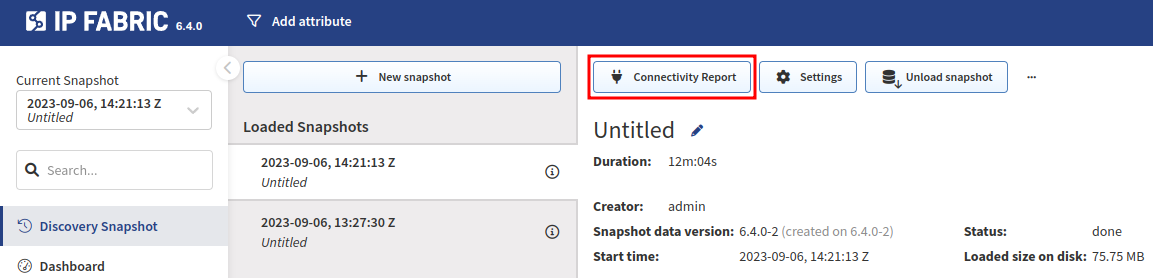 IP FABRIC 6.4.0
Add attribute
Current Snapshot
2023-09-06, 14:21:13 Z
Untitled
Search...
Discovery Snapshot
Dashboard
New snapshot
Loaded Snapshots
2023-09-06, 14:21:13 Z
Untitled
2023-09-06, 13:27:30 Z
Untitled
Connectivity Report
Settings
Unload snapshot
...
Untitled
Duration: 12m:04s
Creator: admin
Snapshot data version: 6.4.0-2 (created on 6.4.0-2)
Status: done
Start time: 2023-09-06, 14:21:13 Z
Loaded size on disk: 75.75 MB